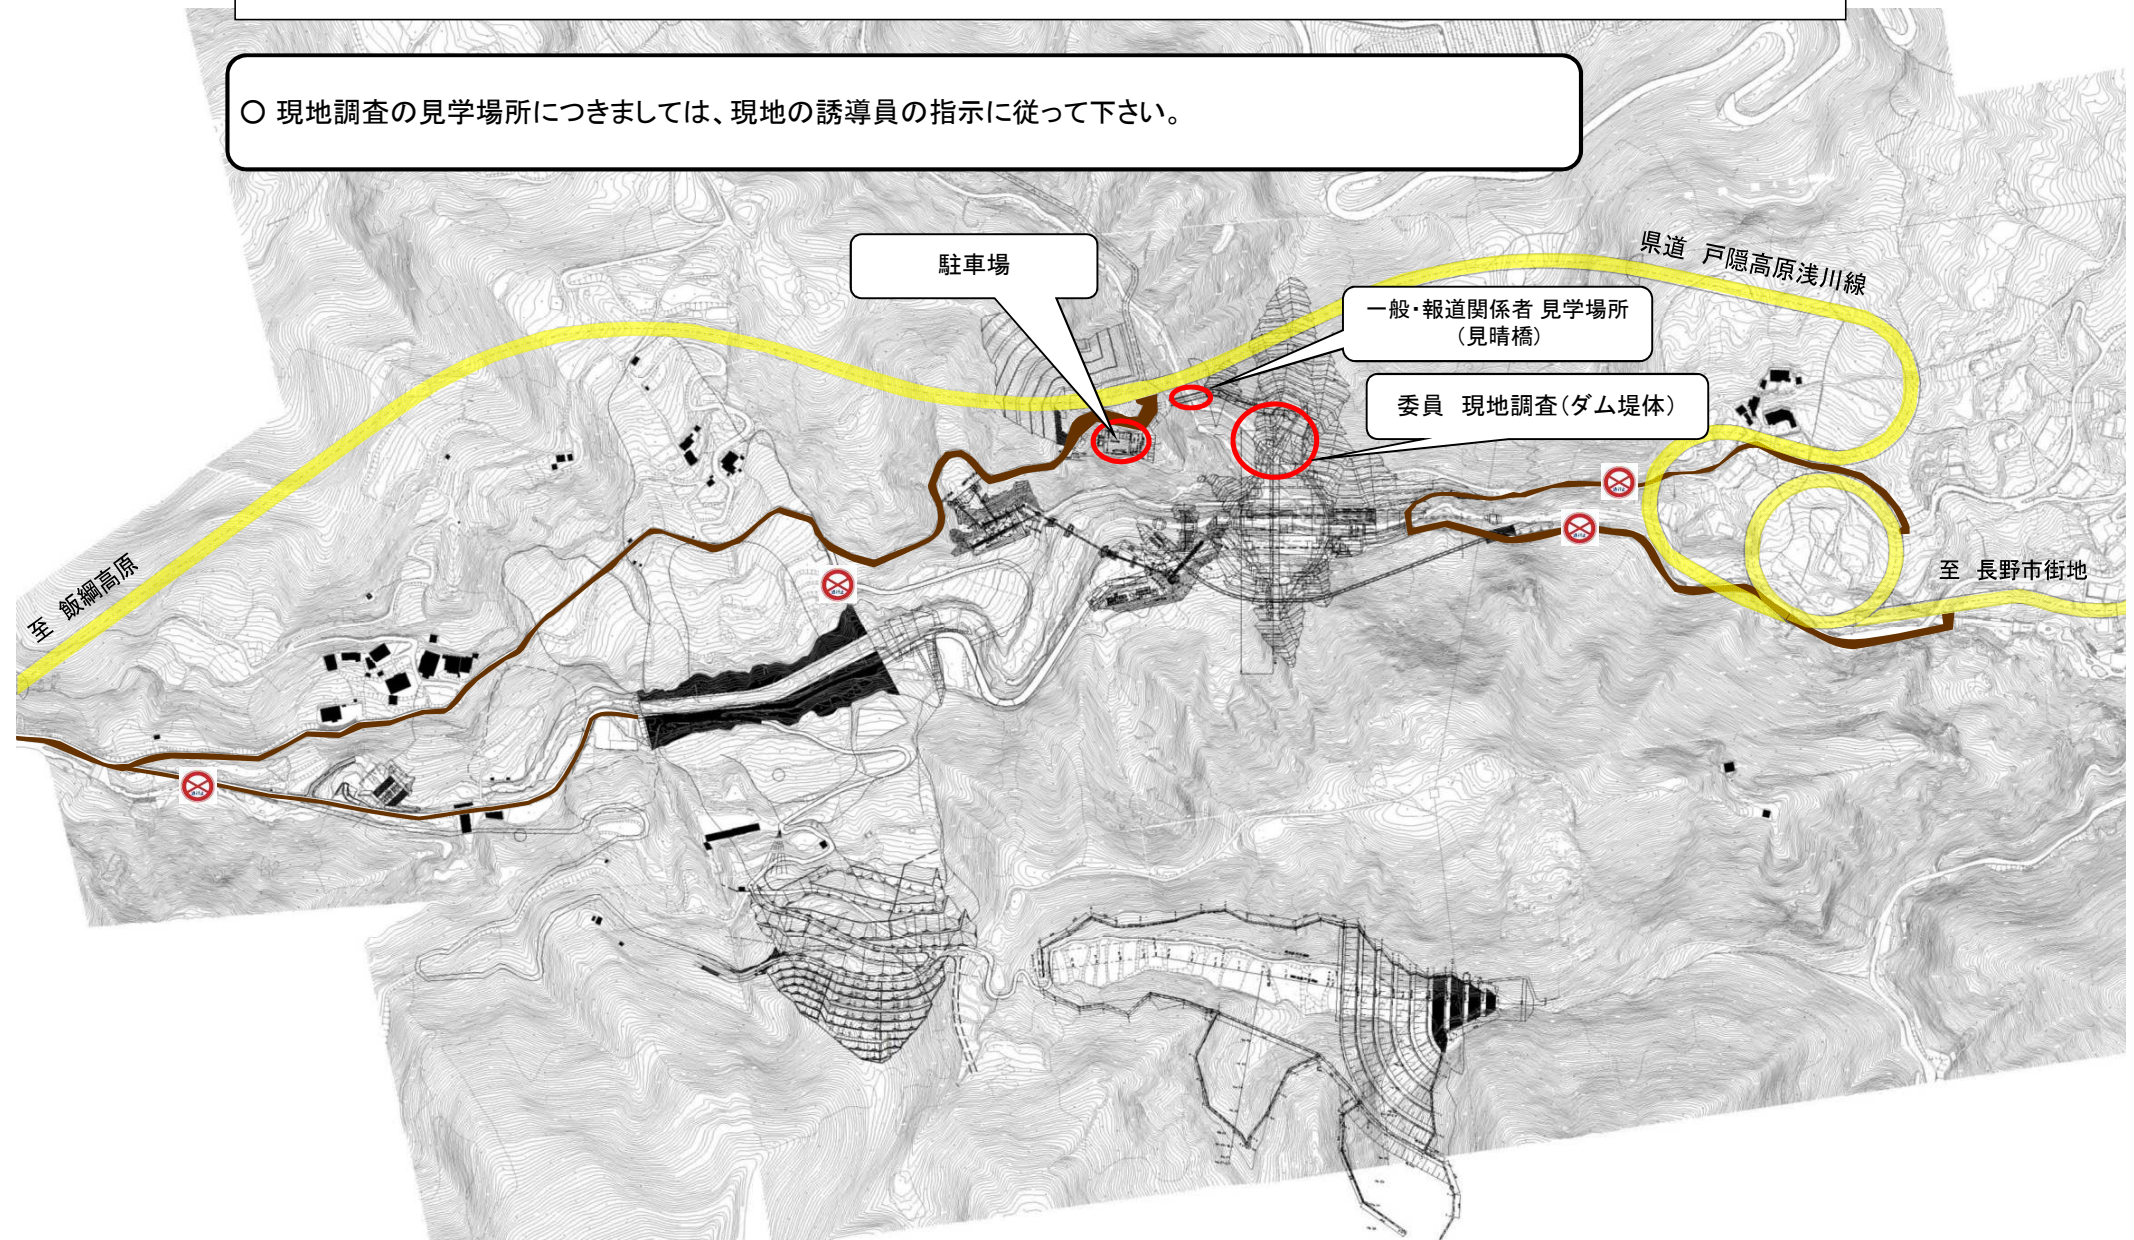 ○ 現地調査の見学場所につきましては、現地の誘導員の指示に従って下さい。
県道 戸隠高原浅川線
駐車場
一般・報道関係者 見学場所
(見晴橋)
委員 現地調査(ダム堤体)
至 飯綱高原
至 長野市街地